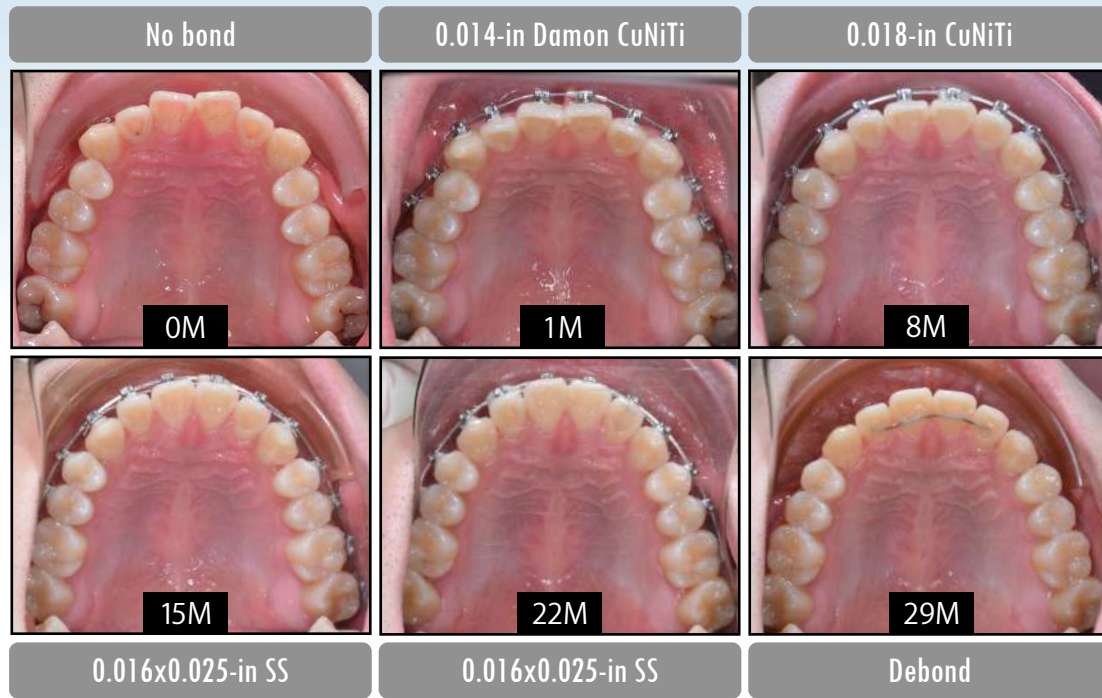 No bond
0.014-in Damon CuNiTi
0.018-in CuNiTi
0M
1M
8M
15M
22M
29M
0.016x0.025-in SS
0.016x0.025-in SS
Debond